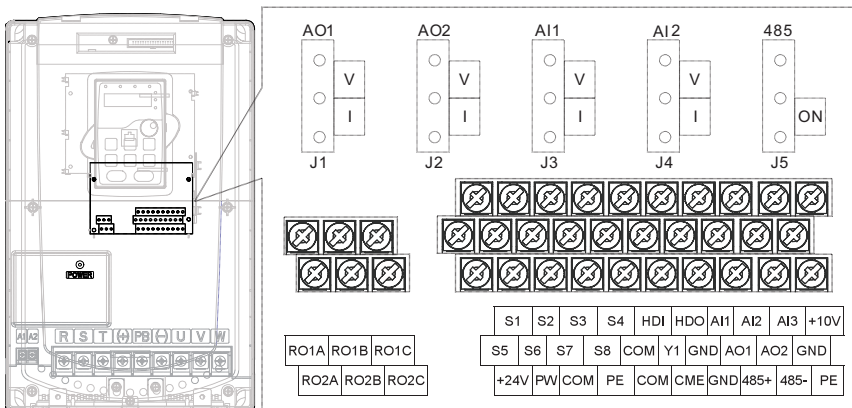 AO1 AO2 AI1 AI2 485
V V V V
I I I I ON
J1 J2 J3 J4 J5
POWER
A1 A2 R S T (+) PB (-) U V W
S1 S2 S3 S4 HDI HDO AI1 AI2 AI3 +10V
RO1A RO1B RO1C S5 S6 S7 S8 COM Y1 GND AO1 AO2 GND
RO2A RO2B RO2C +24V PW COM PE COM CME GND 485+ 485- PE